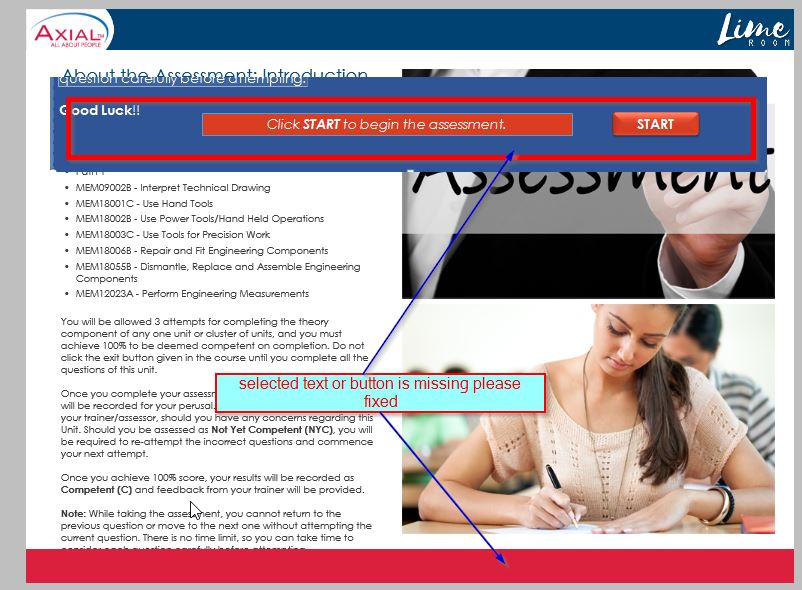 AXIAL™
ALL ABOUT PEOPLE
Lime
ROOM
About the Assessment: Introduction
question carefully before attempting.
Good Luck!!
Click START to begin the assessment.
START
Assessment
• MEM09002B - Interpret Technical Drawing
• MEM18001C - Use Hand Tools
• MEM18002B - Use Power Tools/Hand Held Operations
• MEM18003C - Use Tools for Precision Work
• MEM18006B - Repair and Fit Engineering Components
• MEM18055B - Dismantle, Replace and Assemble Engineering
Components
• MEM12023A - Perform Engineering Measurements
You will be allowed 3 attempts for completing the theory
component of any one unit or cluster of units, and you must
achieve 100% to be deemed competent on completion. Do not
click the exit button given in the course until you complete all the
questions of this unit.
selected text or button is missing please
fixed
Once you complete your
will be recorded for your perusal.
your trainer/assessor, should you have any concerns regarding this
Unit. Should you be assessed as Not Yet Competent (NYC), you will
be required to re-attempt the incorrect questions and commence
your next attempt.
Once you achieve 100% score, your results will be recorded as
Competent (C) and feedback from your trainer will be provided.
Note: While taking the assessment, you cannot return to the
previous question or move to the next one without attempting the
current question. There is no time limit, so you can take time to
consider each question carefully before attempting.